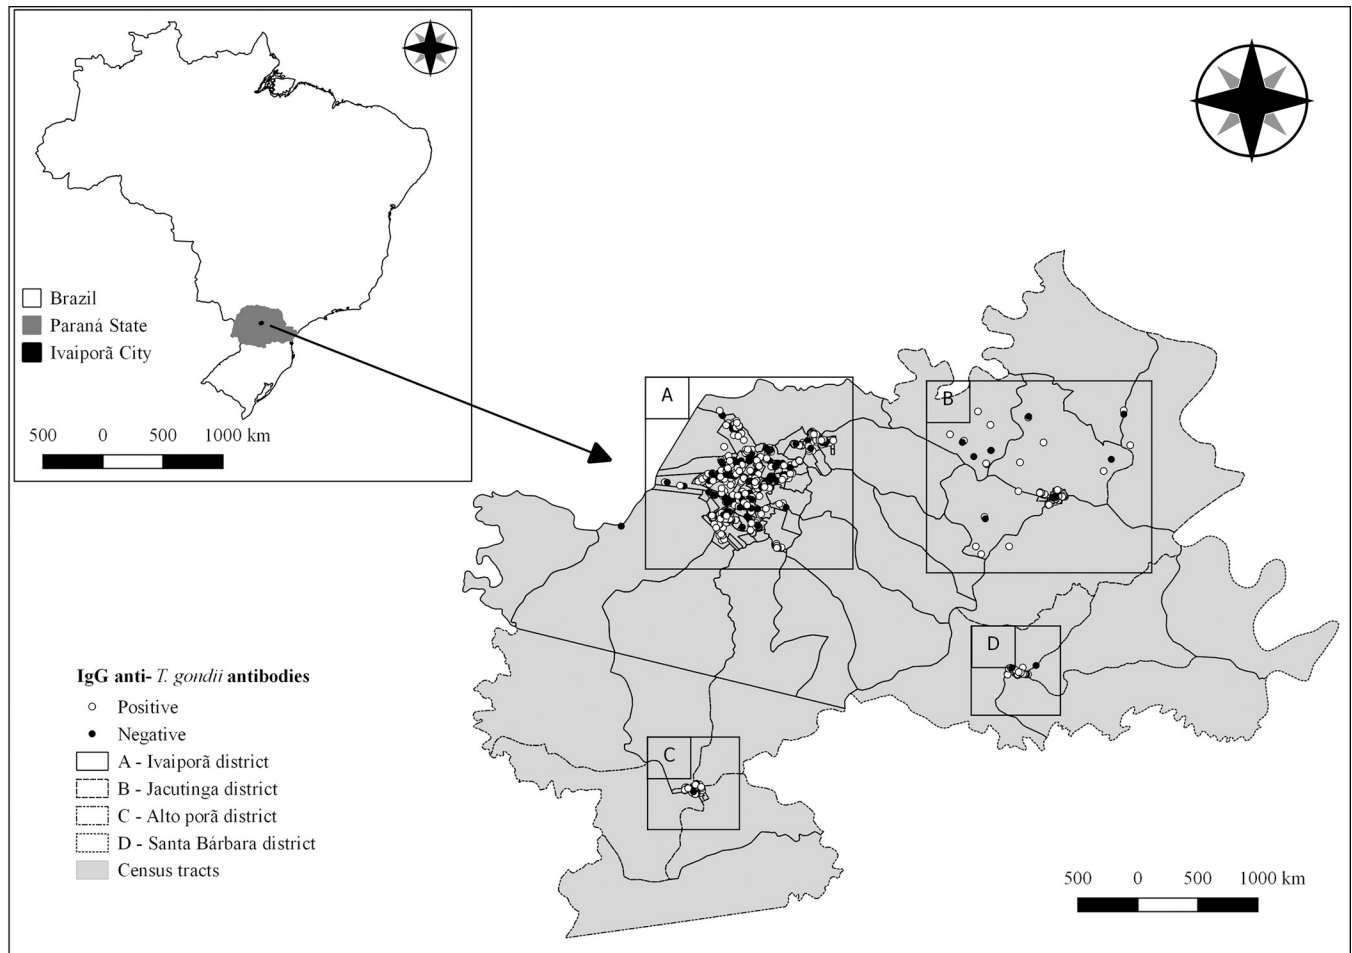 Brazil
Paraná State
Ivaiporã City
500 0 500 1000 km
A
B
D
C
IgG anti- T. gondii antibodies
Positive
Negative
A - Ivaiporã district
B - Jacutinga district
C - Alto porã district
D - Santa Bárbara district
Census tracts
500 0 500 1000 km